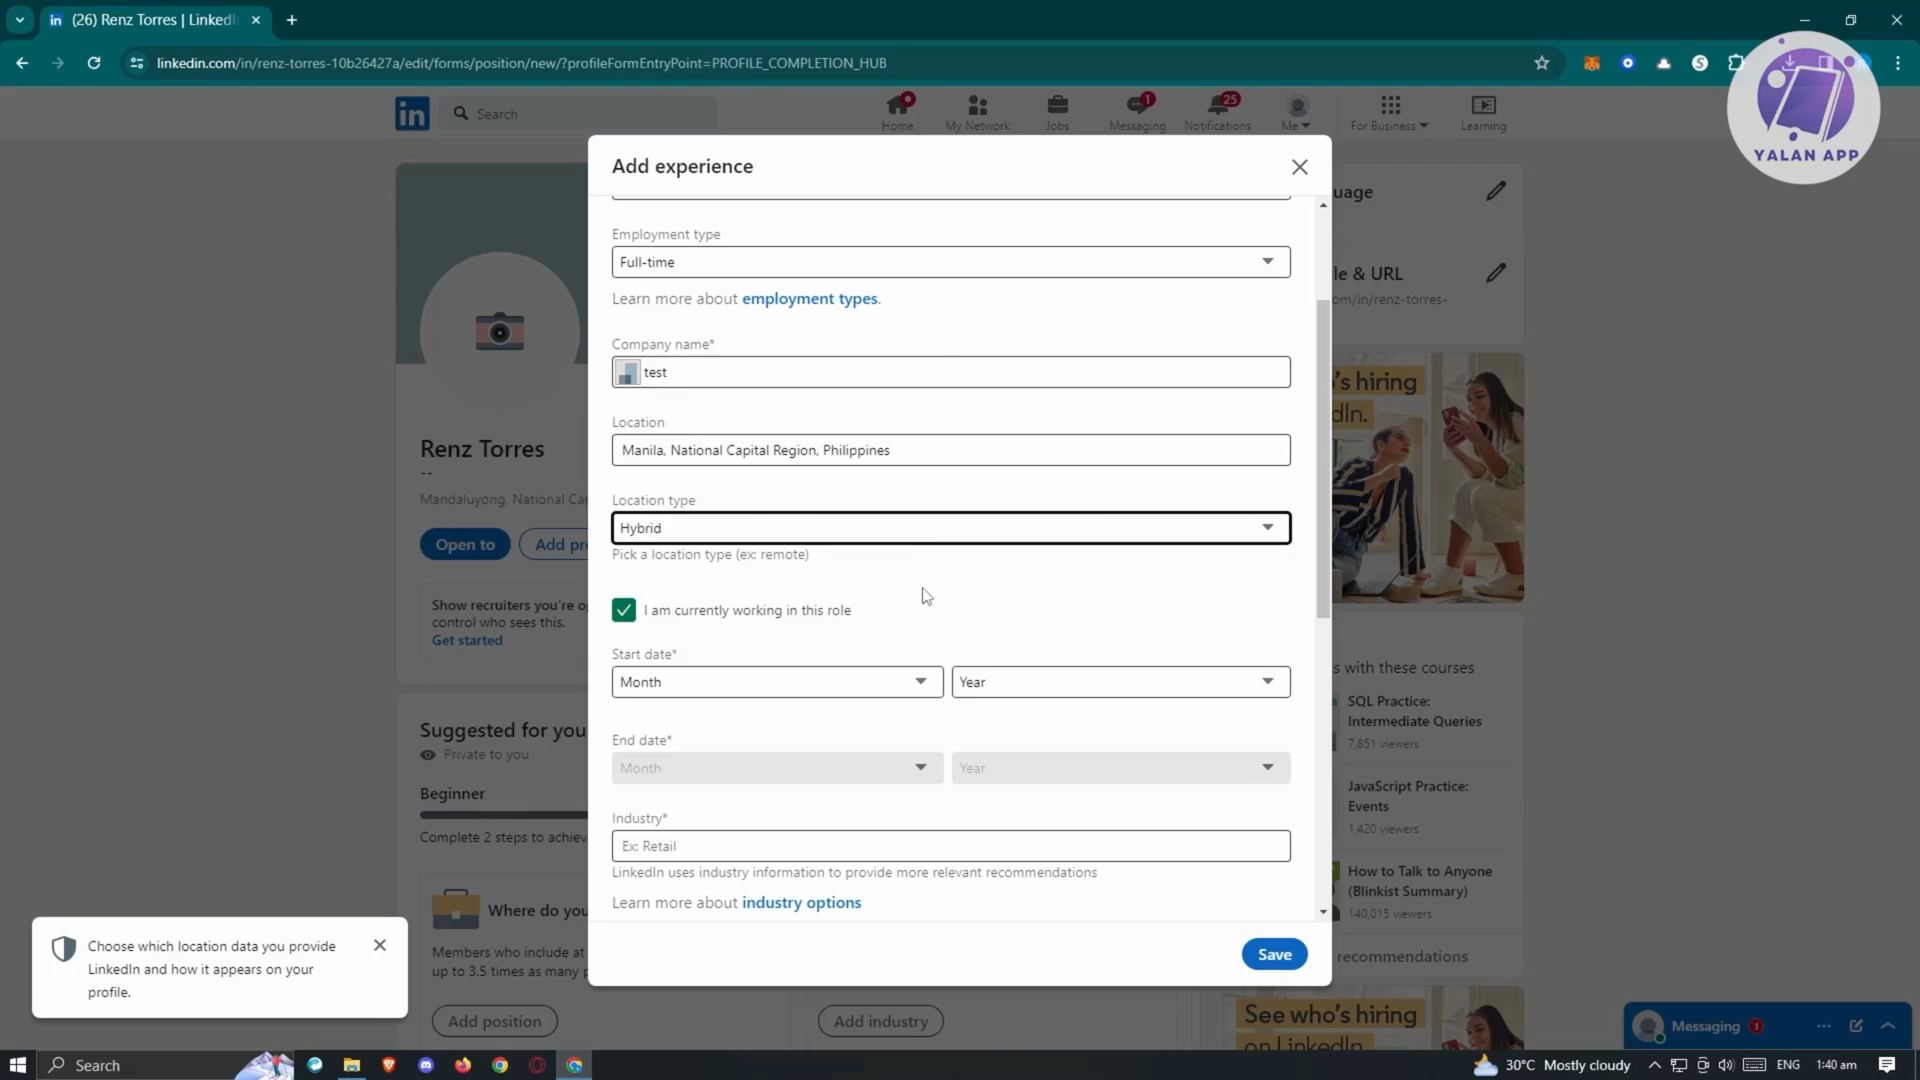 (26) Renz Torres | Linked
linkedin.com/in/renz-torres-10b26427a/edit/forms/position/new/?profileFormEntryPoint=PROFILE_COMPLETION_HUB
YALAN APP
in
Search
Home
My Network
Jobs
1
Messaging
25
Notifications
Me
For Business
Learning
Add experience
Employment type
Full-time
Learn more about employment types.
Company name*
test
Location
Manila, National Capital Region, Philippines
Location type
Hybrid
Pick a location type (ex: remote)
I am currently working in this role
Start date*
Month
Year
End date*
Month
Year
Industry*
Ex: Retail
LinkedIn uses industry information to provide more relevant recommendations
Learn more about industry options
Save
Renz Torres
--
Mandaluyong, National Ca
Open to
Add pr
Show recruiters you're o
control who sees this.
Get started
Suggested for you
Private to you
Beginner
Complete 2 steps to achiev
Where do you
Members who include at
up to 3.5 times as many p
Add position
Add industry
uage
le & URL
om/in/renz-torres-
's hiring
dIn.
s with these courses
SQL Practice:
Intermediate Queries
7,851 viewers
JavaScript Practice:
Events
1,420 viewers
How to Talk to Anyone
(Blinkist Summary)
140,015 viewers
recommendations
See who's hiring
on LinkedIn
Choose which location data you provide
LinkedIn and how it appears on your
profile.
Messaging
1
Search
30°C Mostly cloudy
ENG
1:40 am